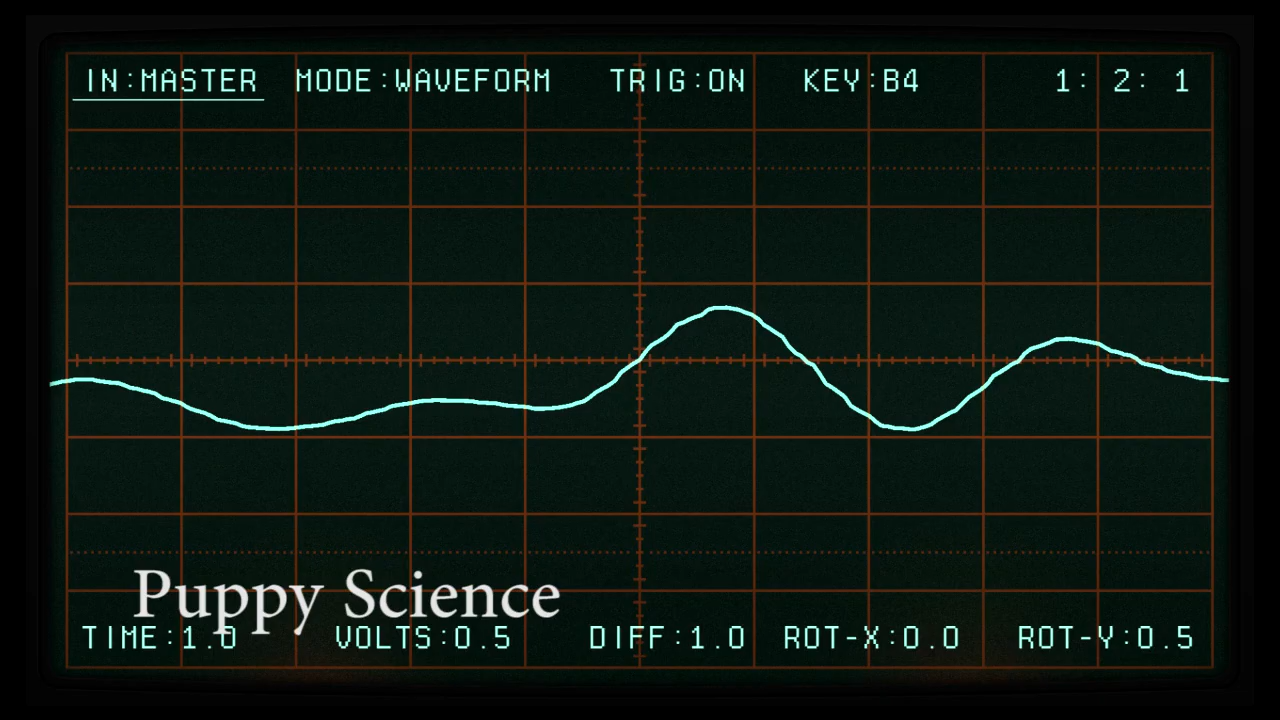 IN:MASTER MODE:WAVEFORM TRIG:ON KEY:B4 1: 2: 1
Puppy Science
TIME:1.0 VOLTS:0.5 DIFF:1.0 ROT-X:0.0 ROT-Y:0.5